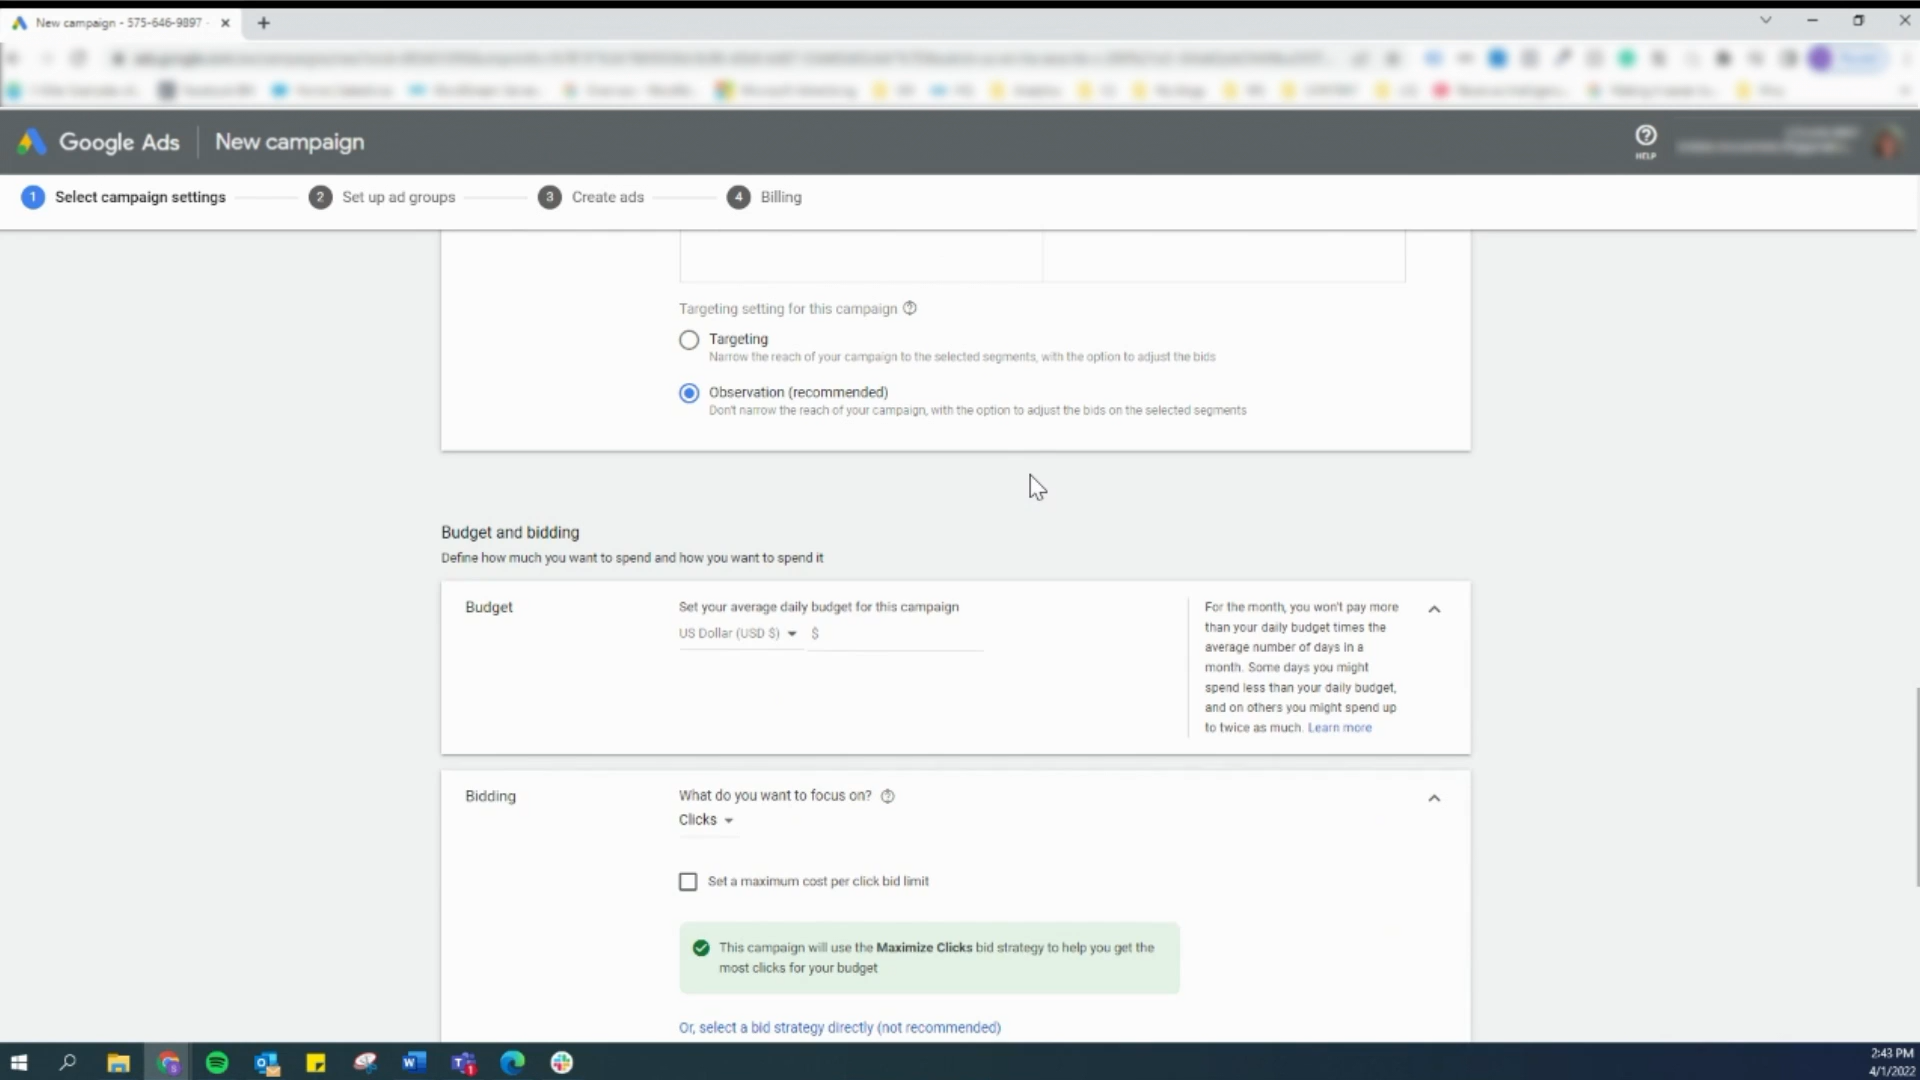 New campaign - 575-646-9897 -
Google Ads
New campaign
HELP
1 Select campaign settings
2 Set up ad groups
3 Create ads
4 Billing
Targeting setting for this campaign
Targeting
Narrow the reach of your campaign to the selected segments, with the option to adjust the bids
Observation (recommended)
Don't narrow the reach of your campaign, with the option to adjust the bids on the selected segments
Budget and bidding
Define how much you want to spend and how you want to spend it
Budget
Set your average daily budget for this campaign
US Dollar (USD $)
$
For the month, you won't pay more
than your daily budget times the
average number of days in a
month. Some days you might
spend less than your daily budget,
and on others you might spend up
to twice as much. Learn more
Bidding
What do you want to focus on?
Clicks
Set a maximum cost per click bid limit
This campaign will use the Maximize Clicks bid strategy to help you get the
most clicks for your budget
Or, select a bid strategy directly (not recommended)
2:43 PM
4/1/2022